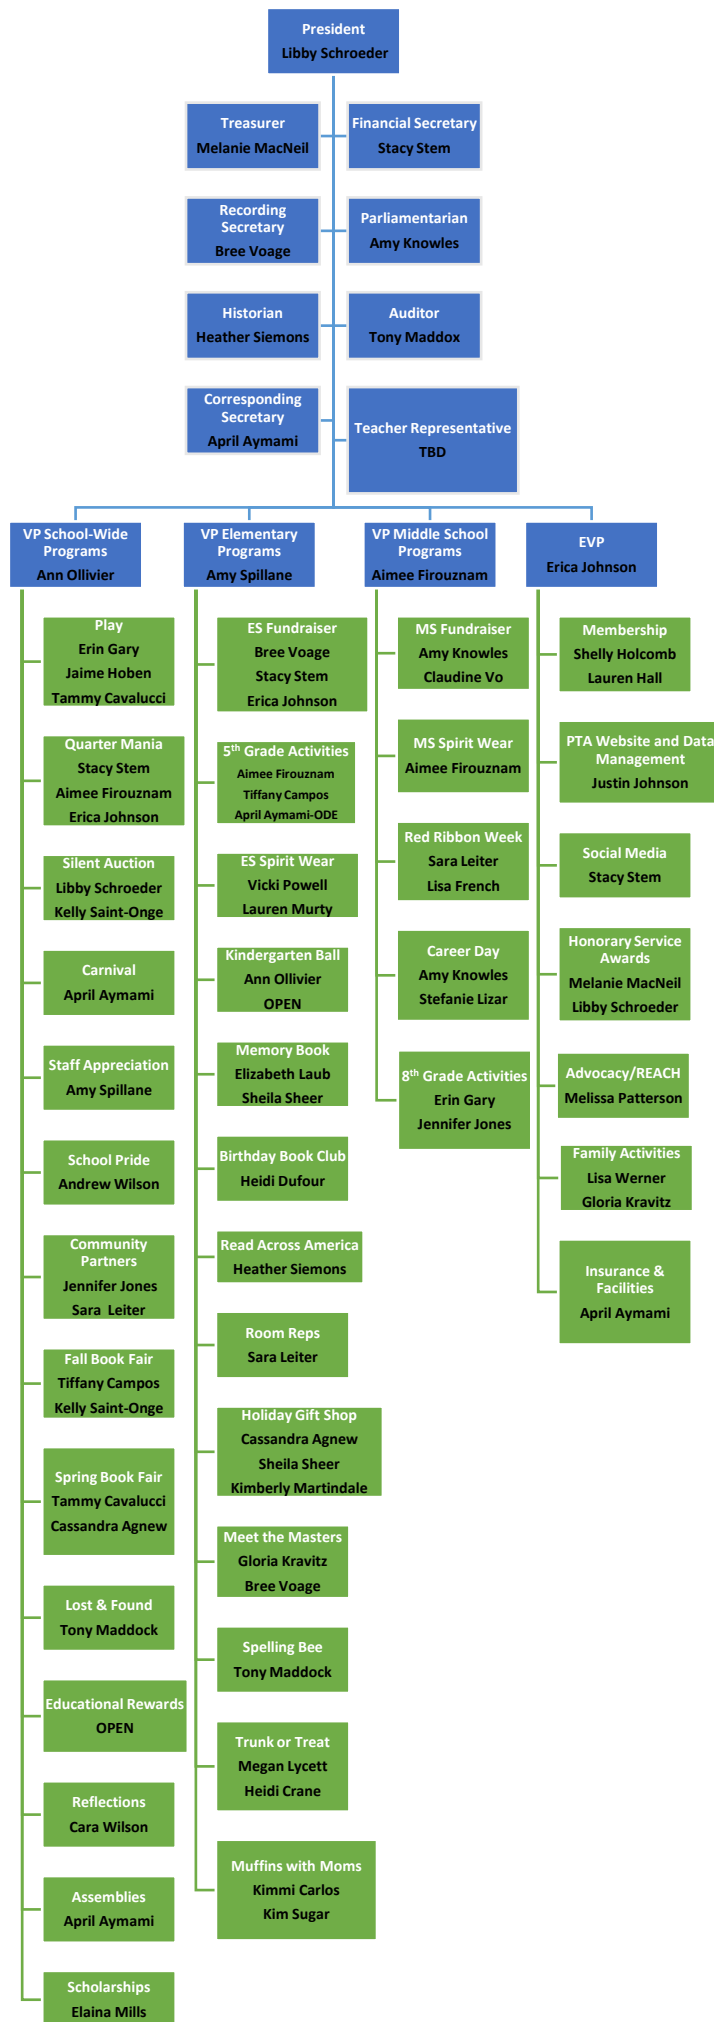 President
Libby Schroeder
Treasurer
Melanie MacNeil
Financial Secretary
Stacy Stem
Recording
Secretary
Bree Voage
Parliamentarian
Amy Knowles
Historian
Heather Siemons
Auditor
Tony Maddox
Corresponding
Secretary
April Aymami
Teacher Representative
TBD
VP School-Wide
Programs
Ann Ollivier
Play
Erin Gary
Jaime Hoben
Tammy Cavalucci
Quarter Mania
Stacy Stem
Aimee Firouznam
Erica Johnson
Silent Auction
Libby Schroeder
Kelly Saint-Onge
Carnival
April Aymami
Staff Appreciation
Amy Spillane
School Pride
Andrew Wilson
Community
Partners
Jennifer Jones
Sara Leiter
Fall Book Fair
Tiffany Campos
Kelly Saint-Onge
Spring Book Fair
Tammy Cavalucci
Cassandra Agnew
Lost & Found
Tony Maddock
Educational Rewards
OPEN
Reflections
Cara Wilson
Assemblies
April Aymami
Scholarships
Elaina Mills
VP Elementary
Programs
Amy Spillane
ES Fundraiser
Bree Voage
Stacy Stem
Erica Johnson
5th Grade Activities
Aimee Firouznam
Tiffany Campos
April Aymami-ODE
ES Spirit Wear
Vicki Powell
Lauren Murty
Kindergarten Ball
Ann Ollivier
OPEN
Memory Book
Elizabeth Laub
Sheila Sheer
Birthday Book Club
Heidi Dufour
Read Across America
Heather Siemons
Room Reps
Sara Leiter
Holiday Gift Shop
Cassandra Agnew
Sheila Sheer
Kimberly Martindale
Meet the Masters
Gloria Kravitz
Bree Voage
Spelling Bee
Tony Maddock
Trunk or Treat
Megan Lycett
Heidi Crane
Muffins with Moms
Kimmi Carlos
Kim Sugar
VP Middle School
Programs
Aimee Firouznam
MS Fundraiser
Amy Knowles
Claudine Vo
MS Spirit Wear
Aimee Firouznam
Red Ribbon Week
Sara Leiter
Lisa French
Career Day
Amy Knowles
Stefanie Lizar
8th Grade Activities
Erin Gary
Jennifer Jones
EVP
Erica Johnson
Membership
Shelly Holcomb
Lauren Hall
PTA Website and Data
Management
Justin Johnson
Social Media
Stacy Stem
Honorary Service
Awards
Melanie MacNeil
Libby Schroeder
Advocacy/REACH
Melissa Patterson
Family Activities
Lisa Werner
Gloria Kravitz
Insurance &
Facilities
April Aymami